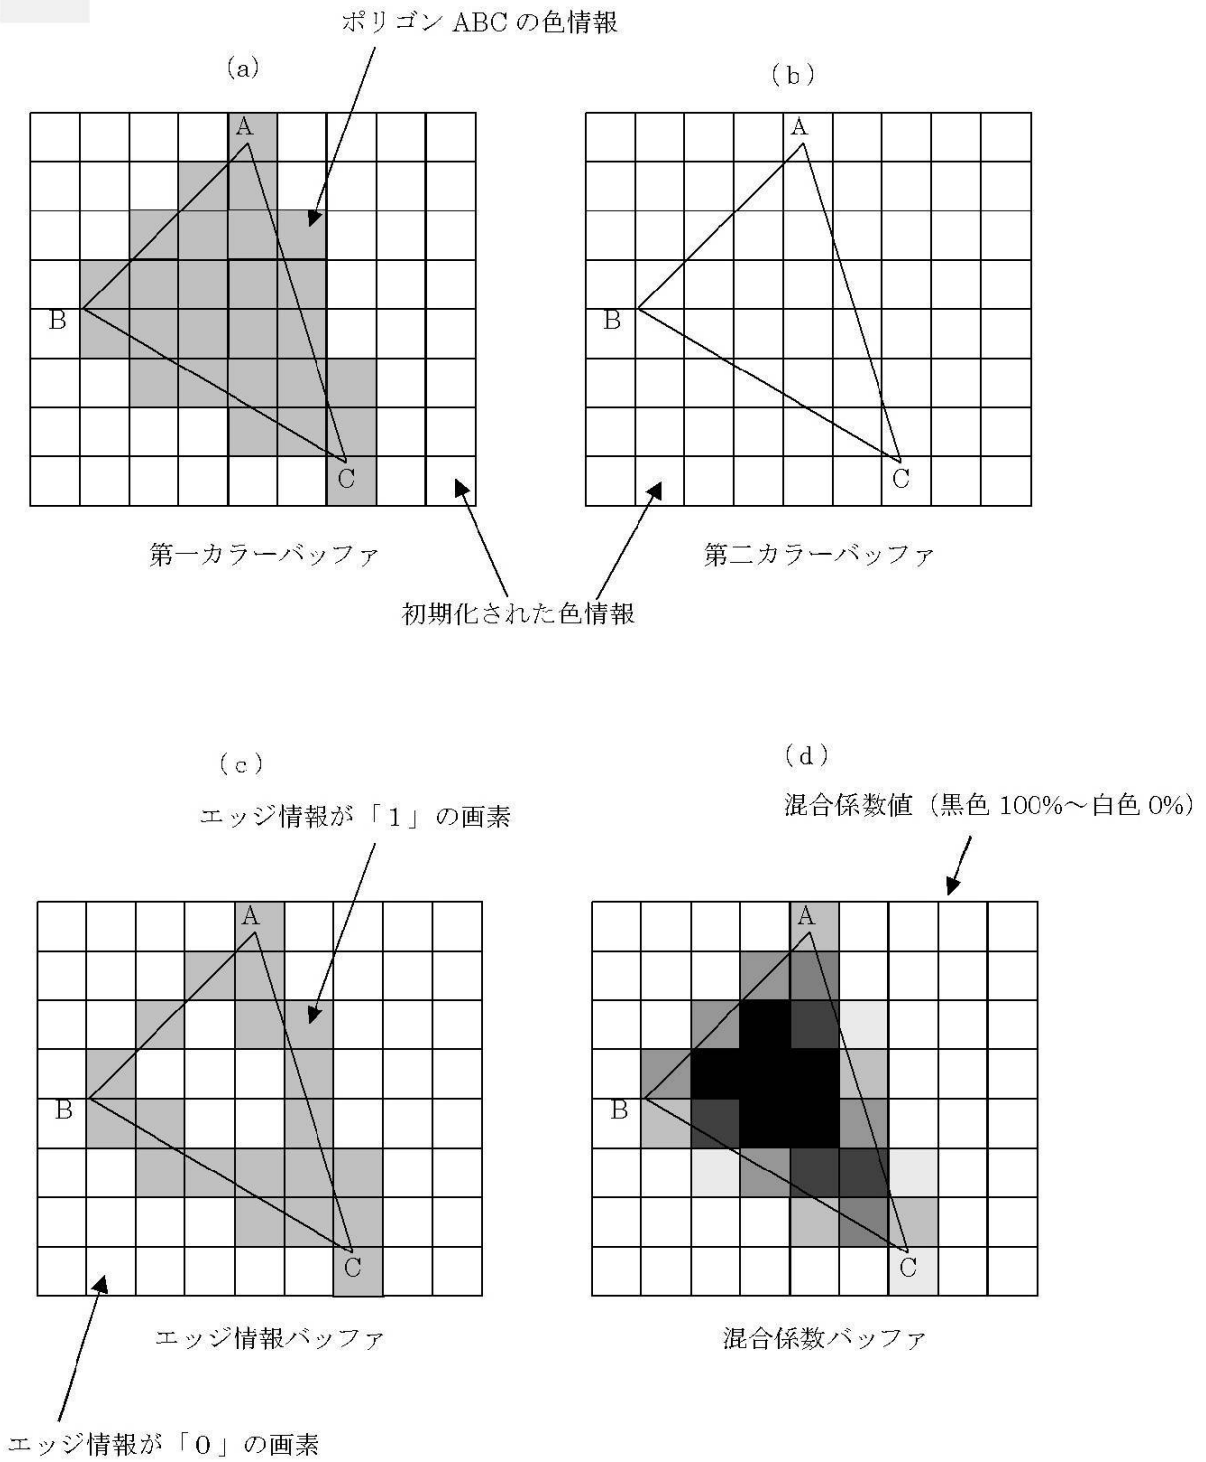 ポリゴン ABC の色情報
(a)
(b)
A
B
C
A
B
C
第一カラーバッファ
第二カラーバッファ
初期化された色情報
(c)
(d)
エッジ情報が「1」の画素
混合係数値（黒色 100%～白色 0%）
A
B
C
A
B
C
エッジ情報バッファ
混合係数バッファ
エッジ情報が「0」の画素